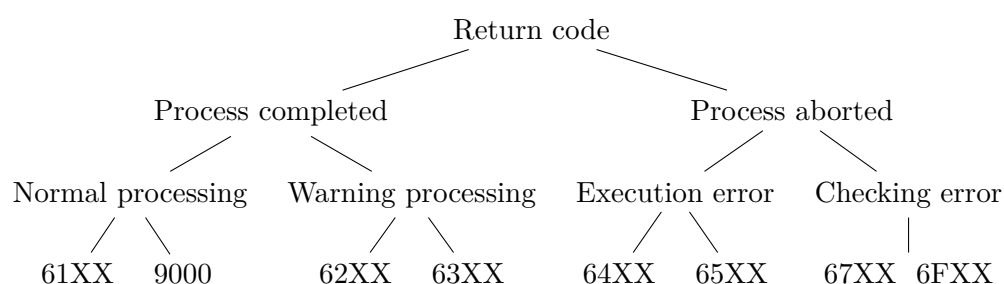 Return code
Process completed Process aborted
Normal processing Warning processing Execution error Checking error
61XX 9000 62XX 63XX 64XX 65XX 67XX 6FXX